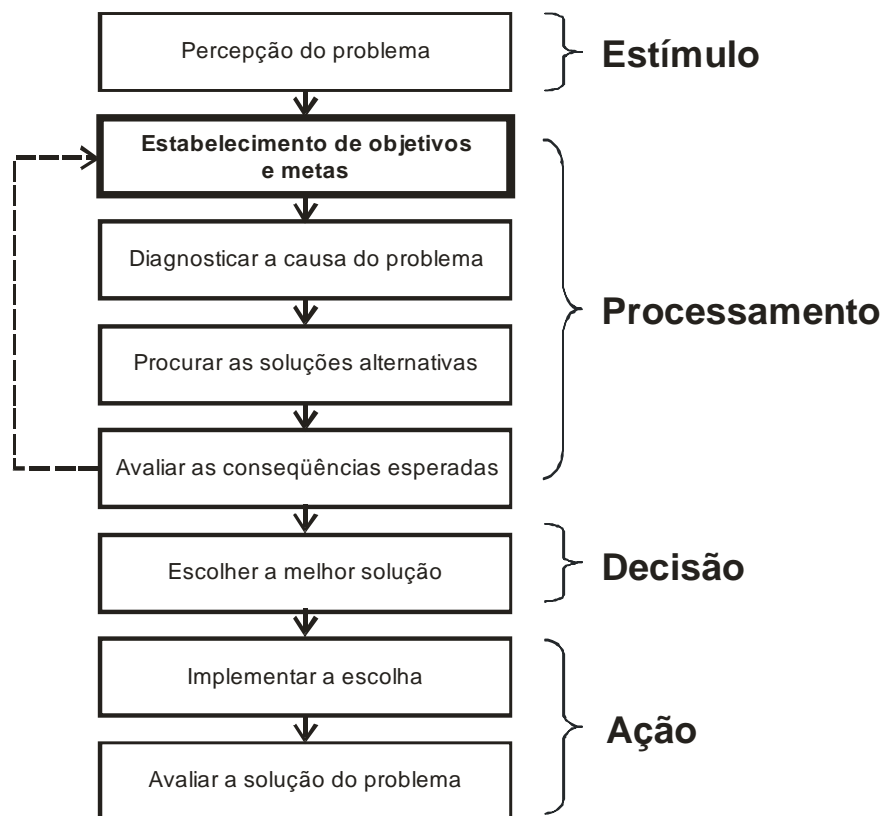 Percepção do problema
Estímulo
Estabelecimento de objetivos
e metas
Diagnosticar a causa do problema
Processamento
Procurar as soluções alternativas
Avaliar as conseqüências esperadas
Escolher a melhor solução
Decisão
Implementar a escolha
Ação
Avaliar a solução do problema